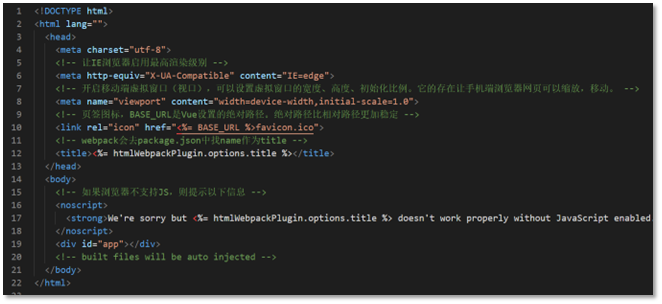 1 <!DOCTYPE html>
2 <html lang="">
3 <head>
4 <meta charset="utf-8">
5 <!-- 让IE浏览器启用最高渲染级别 -->
6 <meta http-equiv="X-UA-Compatible" content="IE=edge">
7 <!-- 开启移动端虚拟窗口（视口），可以设置虚拟窗口的宽度、高度、初始化比例。它的存在让手机端浏览器网页可以缩放，移动。 -->
8 <meta name="viewport" content="width=device-width,initial-scale=1.0">
9 <!-- 页签图标，BASE_URL是Vue设置的绝对路径。绝对路径比相对路径更加稳定 -->
10 <link rel="icon" href="<%= BASE_URL %>favicon.ico">
11 <!-- webpack会去package.json中找name作为title -->
12 <title><%= htmlWebpackPlugin.options.title %></title>
13 </head>
14 <body>
15 <!-- 如果浏览器不支持JS，则提示以下信息 -->
16 <noscript>
17 <strong>We're sorry but <%= htmlWebpackPlugin.options.title %> doesn't work properly without JavaScript enabled.
18 </noscript>
19 <div id="app"></div>
20 <!-- built files will be auto injected -->
21 </body>
22 </html>